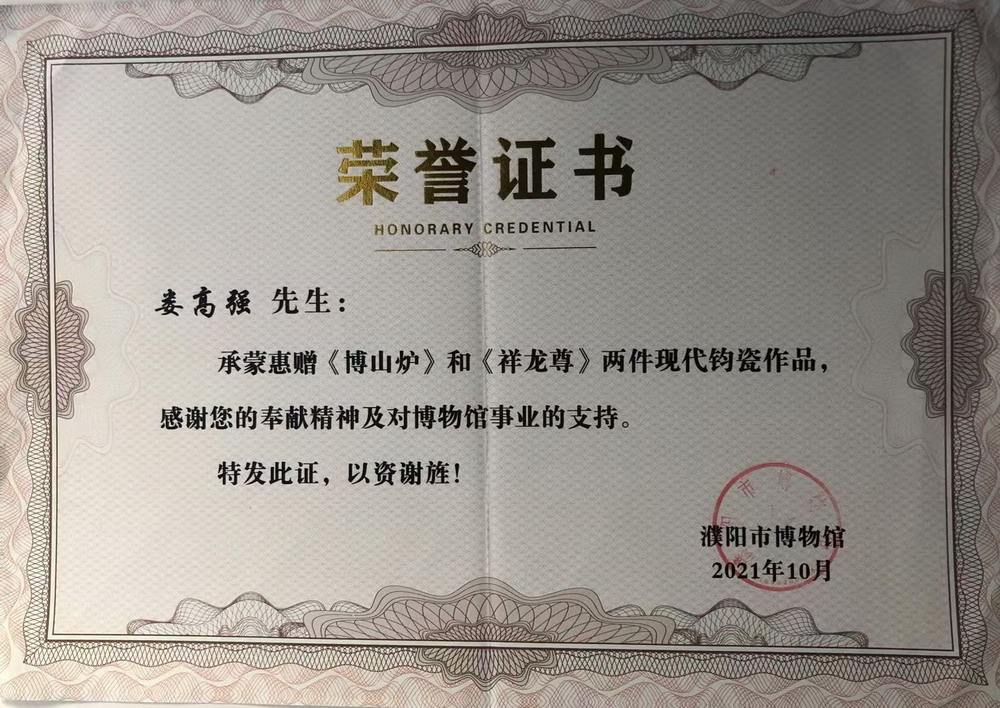 荣誉证书
HONORARY CREDENTIAL
娄高强 先生：
承蒙惠赠《博山炉》和《祥龙尊》两件现代钧瓷作品，
感谢您的奉献精神及对博物馆事业的支持。
特发此证，以资谢旌！
濮阳市博物馆
2021年10月